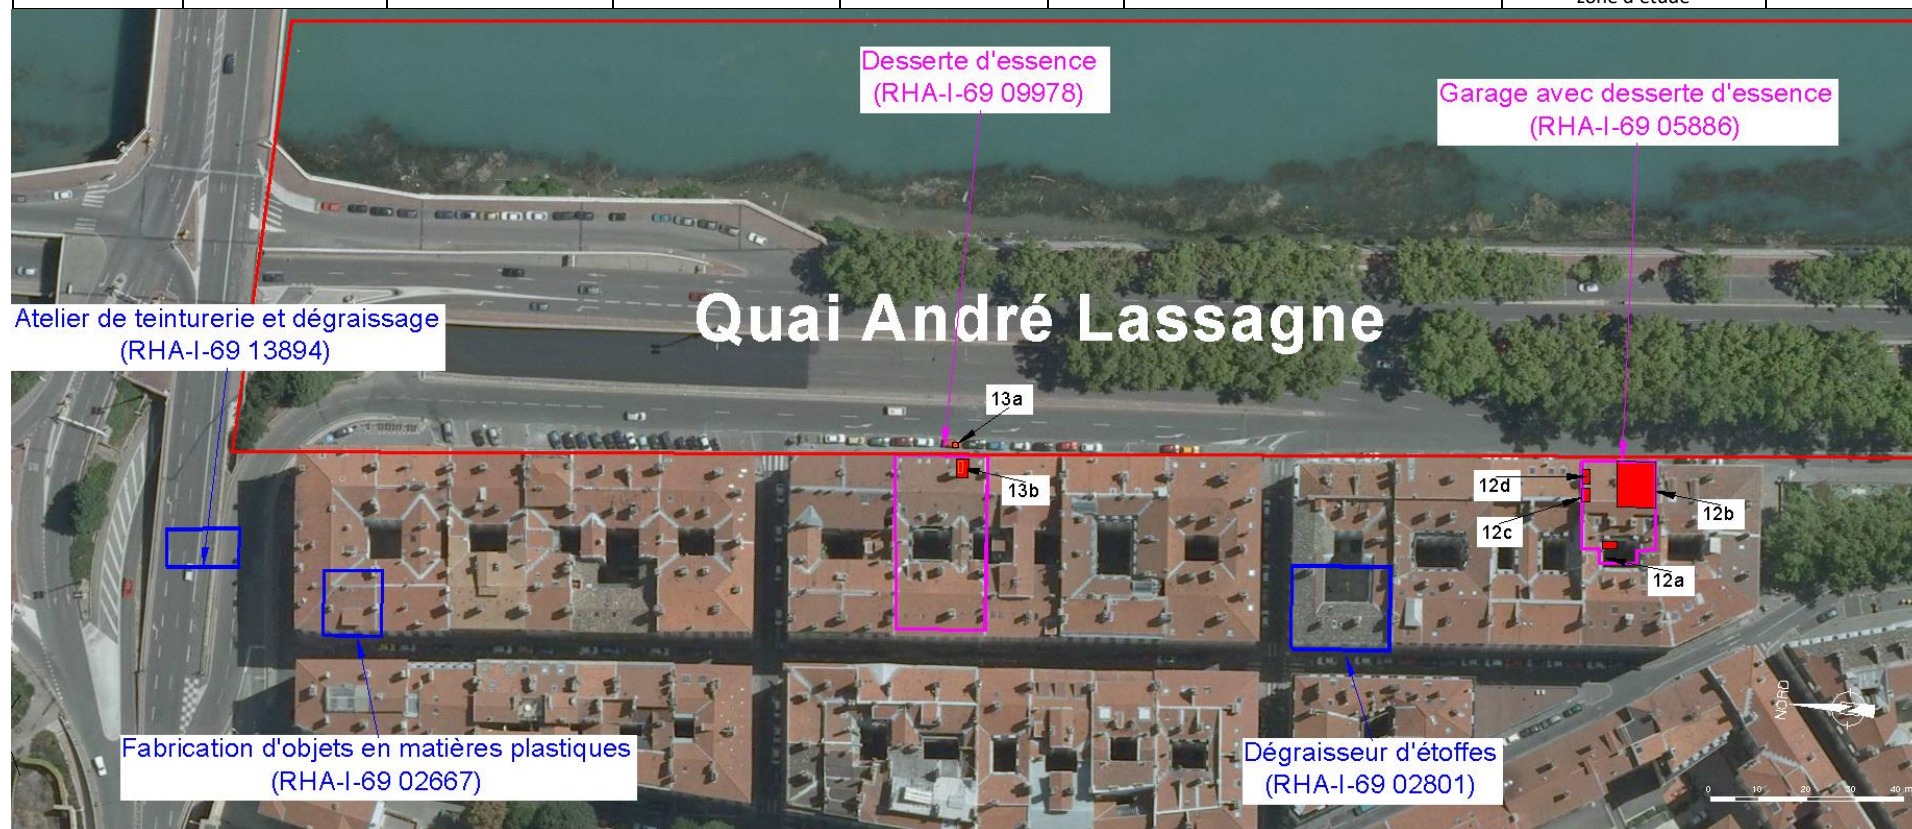 zone d'étude
Desserte d'essence
(RHA-I-69 09978)
Garage avec desserte d'essence
(RHA-I-69 05886)
Atelier de teinturerie et dégraissage
(RHA-I-69 13894)
Quai André Lassagne
13a
13b
12d
12c
12b
12a
NORD
Fabrication d'objets en matières plastiques
(RHA-I-69 02667)
Dégraisseur d'étoffes
(RHA-I-69 02801)
0 10 20 30 40 m